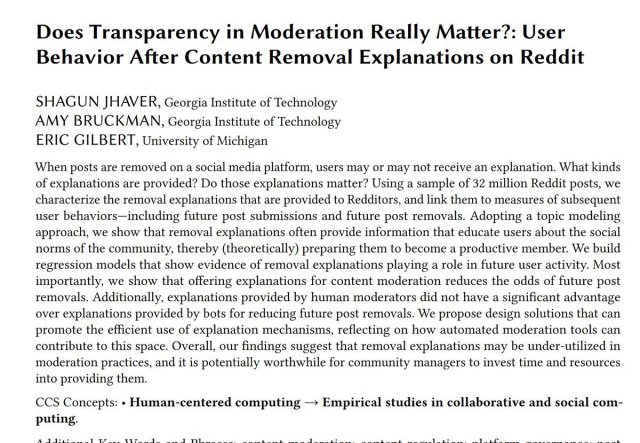 Does Transparency in Moderation Really Matter?: User
Behavior After Content Removal Explanations on Reddit
SHAGUN JHAVER, Georgia Institute of Technology
AMY BRUCKMAN, Georgia Institute of Technology
ERIC GILBERT, University of Michigan
When posts are removed on a social media platform, users may or may not receive an explanation. What kinds
of explanations are provided? Do those explanations matter? Using a sample of 32 million Reddit posts, we
characterize the removal explanations that are provided to Redditors, and link them to measures of subsequent
user behaviors—including future post submissions and future post removals. Adopting a topic modeling
approach, we show that removal explanations often provide information that educate users about the social
norms of the community, thereby (theoretically) preparing them to become a productive member. We build
regression models that show evidence of removal explanations playing a role in future user activity. Most
importantly, we show that offering explanations for content moderation reduces the odds of future post
removals. Additionally, explanations provided by human moderators did not have a significant advantage
over explanations provided by bots for reducing future post removals. We propose design solutions that can
promote the efficient use of explanation mechanisms, reflecting on how automated moderation tools can
contribute to this space. Overall, our findings suggest that removal explanations may be under-utilized in
moderation practices, and it is potentially worthwhile for community managers to invest time and resources
into providing them.
CCS Concepts: • Human-centered computing → Empirical studies in collaborative and social com-
puting.